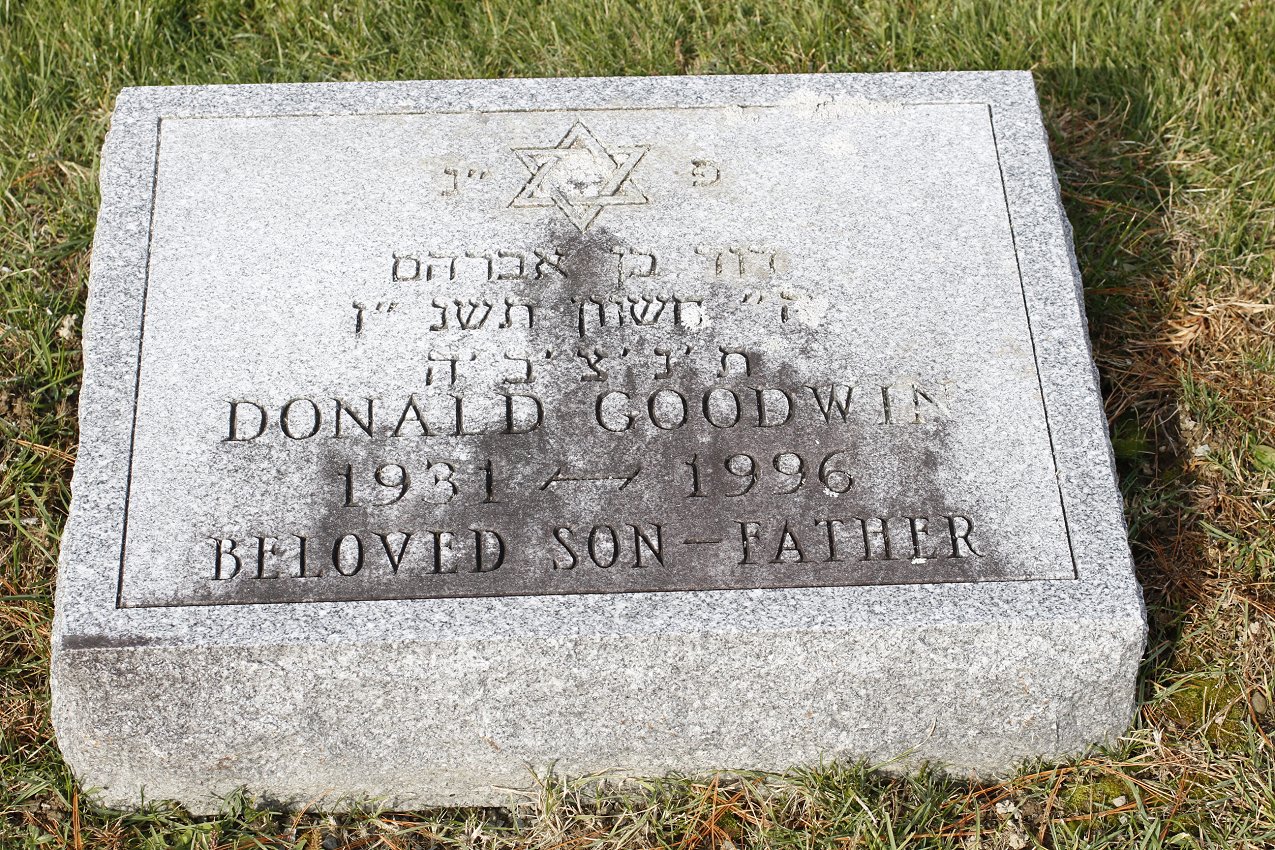 פ ״נ
דוד בן אברהם
ה״ חשון תשנ ״ז
ת ׳נ ׳צ ׳ב ׳ה
DONALD GOODWIN
1931 ⟷ 1996
BELOVED SON - FATHER